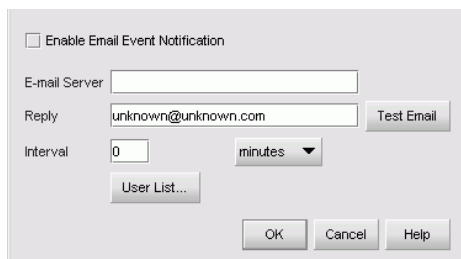 Enable Email Event Notification
E-mail Server
Reply unknown@unknown.com Test Email
Interval 0 minutes
User List...
OK Cancel Help